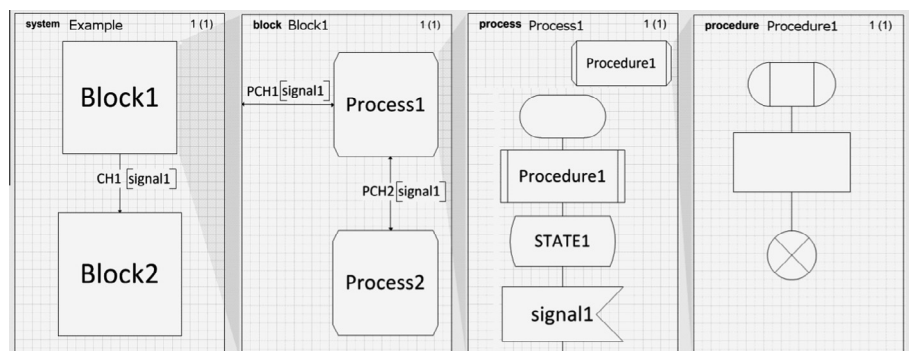 system Example 1 (1)
Block1
CH1 [signal1]
Block2
block Block1 1 (1)
PCH1 [signal1]
Process1
PCH2 [signal1]
Process2
process Process1 1 (1)
Procedure1
Procedure1
STATE1
signal1
procedure Procedure1 1 (1)